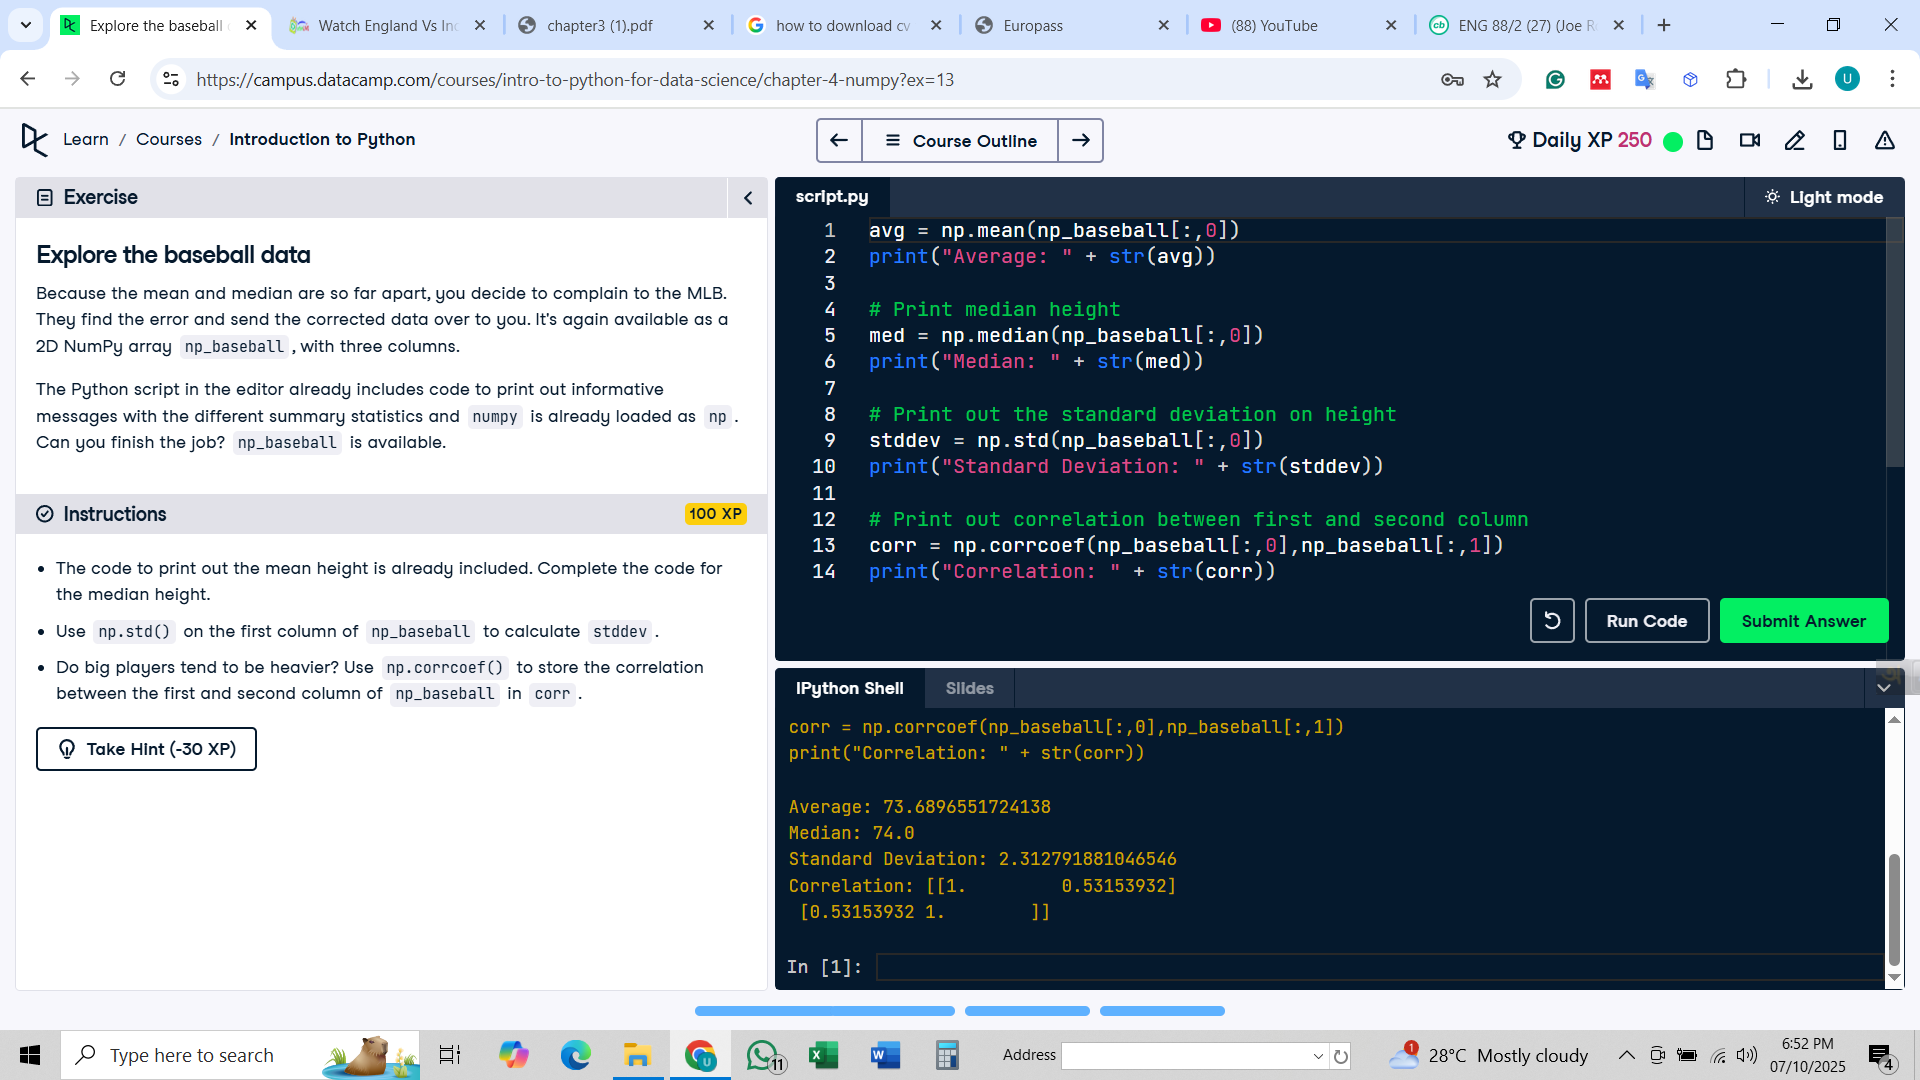 Explore the baseball
Watch England Vs Inc
chapter3 (1).pdf
how to download cv
Europass
(88) YouTube
ENG 88/2 (27) (Joe R
https://campus.datacamp.com/courses/intro-to-python-for-data-science/chapter-4-numpy?ex=13
U
Learn / Courses / Introduction to Python
Course Outline
Daily XP 250
Exercise
Explore the baseball data
Because the mean and median are so far apart, you decide to complain to the MLB.
They find the error and send the corrected data over to you. It's again available as a
2D NumPy array np_baseball, with three columns.
The Python script in the editor already includes code to print out informative
messages with the different summary statistics and numpy is already loaded as np.
Can you finish the job? np_baseball is available.
Instructions
100 XP
• The code to print out the mean height is already included. Complete the code for
the median height.
• Use np.std() on the first column of np_baseball to calculate stddev.
• Do big players tend to be heavier? Use np.corrcoef() to store the correlation
between the first and second column of np_baseball in corr.
Take Hint (-30 XP)
script.py
Light mode
1 avg = np.mean(np_baseball[:,0])
2 print("Average: " + str(avg))
3
4 # Print median height
5 med = np.median(np_baseball[:,0])
6 print("Median: " + str(med))
7
8 # Print out the standard deviation on height
9 stddev = np.std(np_baseball[:,0])
10 print("Standard Deviation: " + str(stddev))
11
12 # Print out correlation between first and second column
13 corr = np.corrcoef(np_baseball[:,0],np_baseball[:,1])
14 print("Correlation: " + str(corr))
Run Code
Submit Answer
IPython Shell
Slides
corr = np.corrcoef(np_baseball[:,0],np_baseball[:,1])
print("Correlation: " + str(corr))
Average: 73.6896551724138
Median: 74.0
Standard Deviation: 2.312791881046546
Correlation: [[1. 0.53153932]
[0.53153932 1. ]]
In [1]:
Type here to search
11
Address
1
28°C Mostly cloudy
6:52 PM
07/10/2025
4